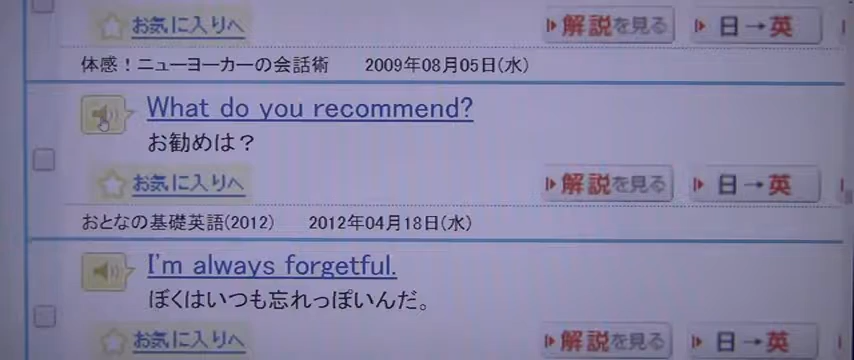 お気に入りへ 解説を見る 日→英
体感！ニューヨーカーの会話術 2009年08月05日(水)
What do you recommend?
お勧めは？
お気に入りへ 解説を見る 日→英
おとなの基礎英語(2012) 2012年04月18日(水)
I'm always forgetful.
ぼくはいつも忘れっぽいんだ。
お気に入りへ 解説を見る 日→英